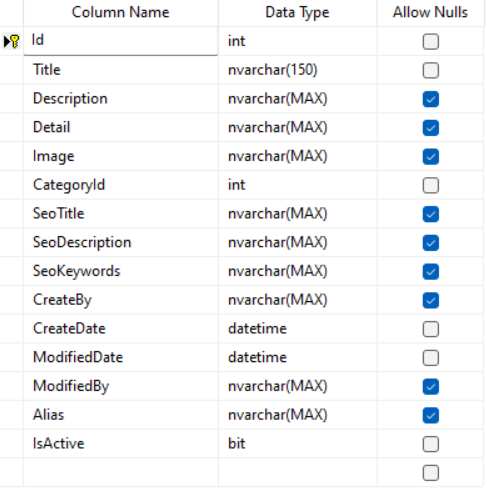 Column Name Data Type Allow Nulls
Id int
Title nvarchar(150)
Description nvarchar(MAX)
Detail nvarchar(MAX)
Image nvarchar(MAX)
CategoryId int
SeoTitle nvarchar(MAX)
SeoDescription nvarchar(MAX)
SeoKeywords nvarchar(MAX)
CreateBy nvarchar(MAX)
CreateDate datetime
ModifiedDate datetime
ModifiedBy nvarchar(MAX)
Alias nvarchar(MAX)
IsActive bit